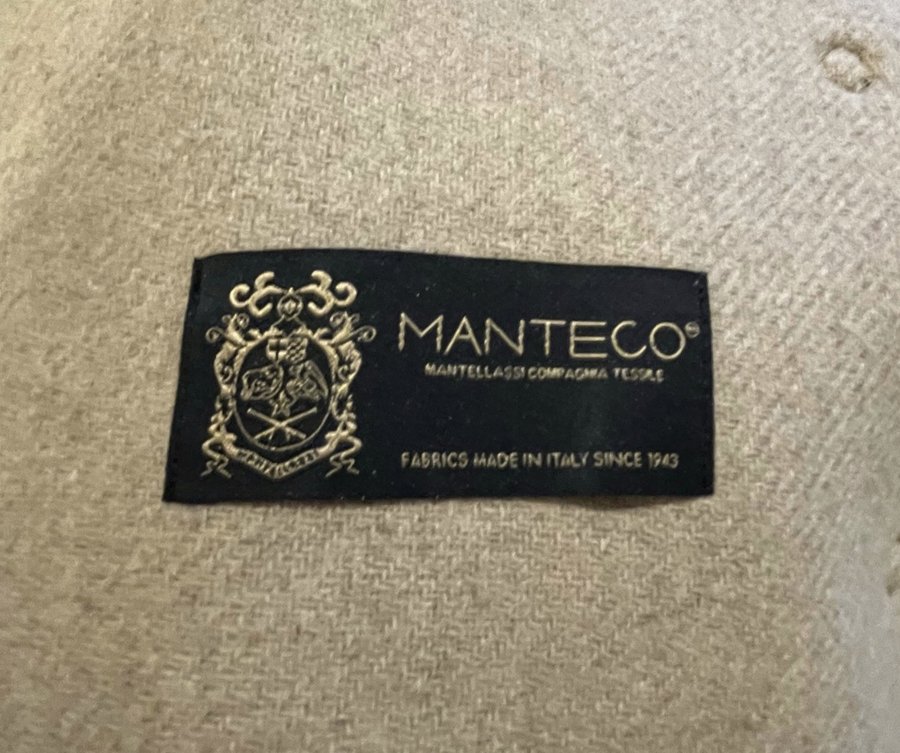 MANTECO®
MANTELLASSI COMPAGNIA TESSILE
FABRICS MADE IN ITALY SINCE 1943